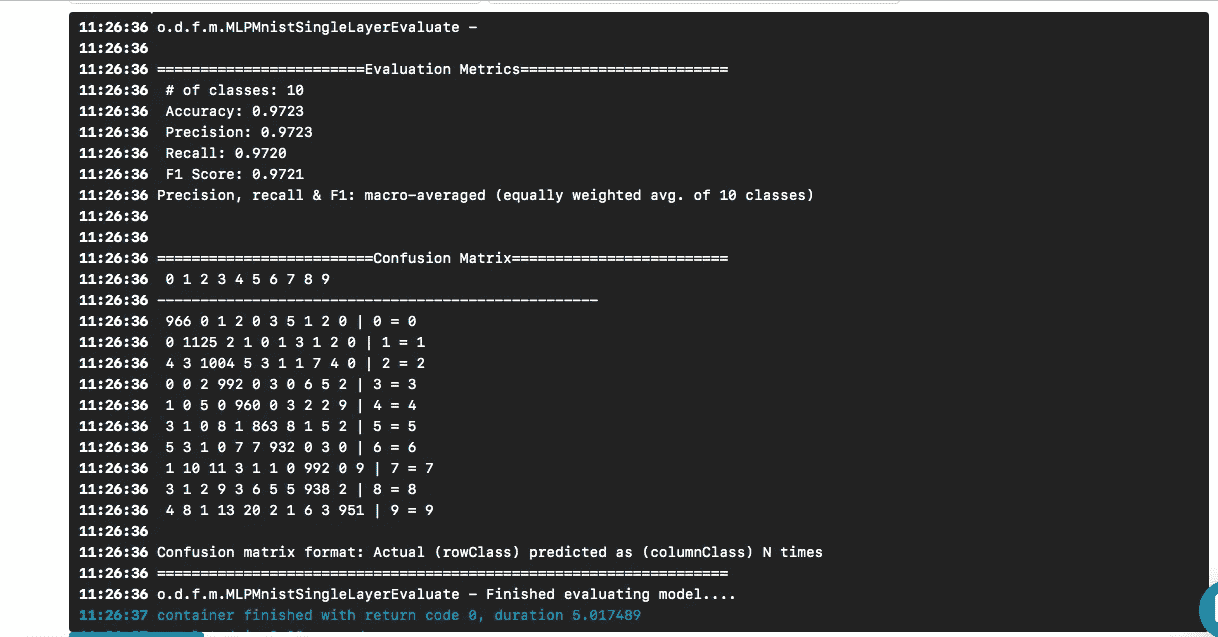 11:26:36 o.d.f.m.MLPMnistSingleLayerEvaluate -
11:26:36
11:26:36 ========================Evaluation Metrics========================
11:26:36 # of classes: 10
11:26:36 Accuracy: 0.9723
11:26:36 Precision: 0.9723
11:26:36 Recall: 0.9720
11:26:36 F1 Score: 0.9721
11:26:36 Precision, recall & F1: macro-averaged (equally weighted avg. of 10 classes)
11:26:36
11:26:36
11:26:36 =========================Confusion Matrix=========================
11:26:36 0 1 2 3 4 5 6 7 8 9
11:26:36 ---------------------------------------------------
11:26:36 966 0 1 2 0 3 5 1 2 0 | 0 = 0
11:26:36 0 1125 2 1 0 1 3 1 2 0 | 1 = 1
11:26:36 4 3 1004 5 3 1 1 7 4 0 | 2 = 2
11:26:36 0 0 2 992 0 3 0 6 5 2 | 3 = 3
11:26:36 1 0 5 0 960 0 3 2 2 9 | 4 = 4
11:26:36 3 1 0 8 1 863 8 1 5 2 | 5 = 5
11:26:36 5 3 1 0 7 7 932 0 3 0 | 6 = 6
11:26:36 1 10 11 3 1 1 0 992 0 9 | 7 = 7
11:26:36 3 1 2 9 3 6 5 5 938 2 | 8 = 8
11:26:36 4 8 1 13 20 2 1 6 3 951 | 9 = 9
11:26:36
11:26:36 Confusion matrix format: Actual (rowClass) predicted as (columnClass) N times
11:26:36 ==================================================================
11:26:36 o.d.f.m.MLPMnistSingleLayerEvaluate - Finished evaluating model....
11:26:37 container finished with return code 0, duration 5.017489